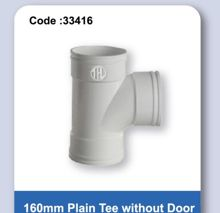 Code :33416
160mm Plain Tee without Door